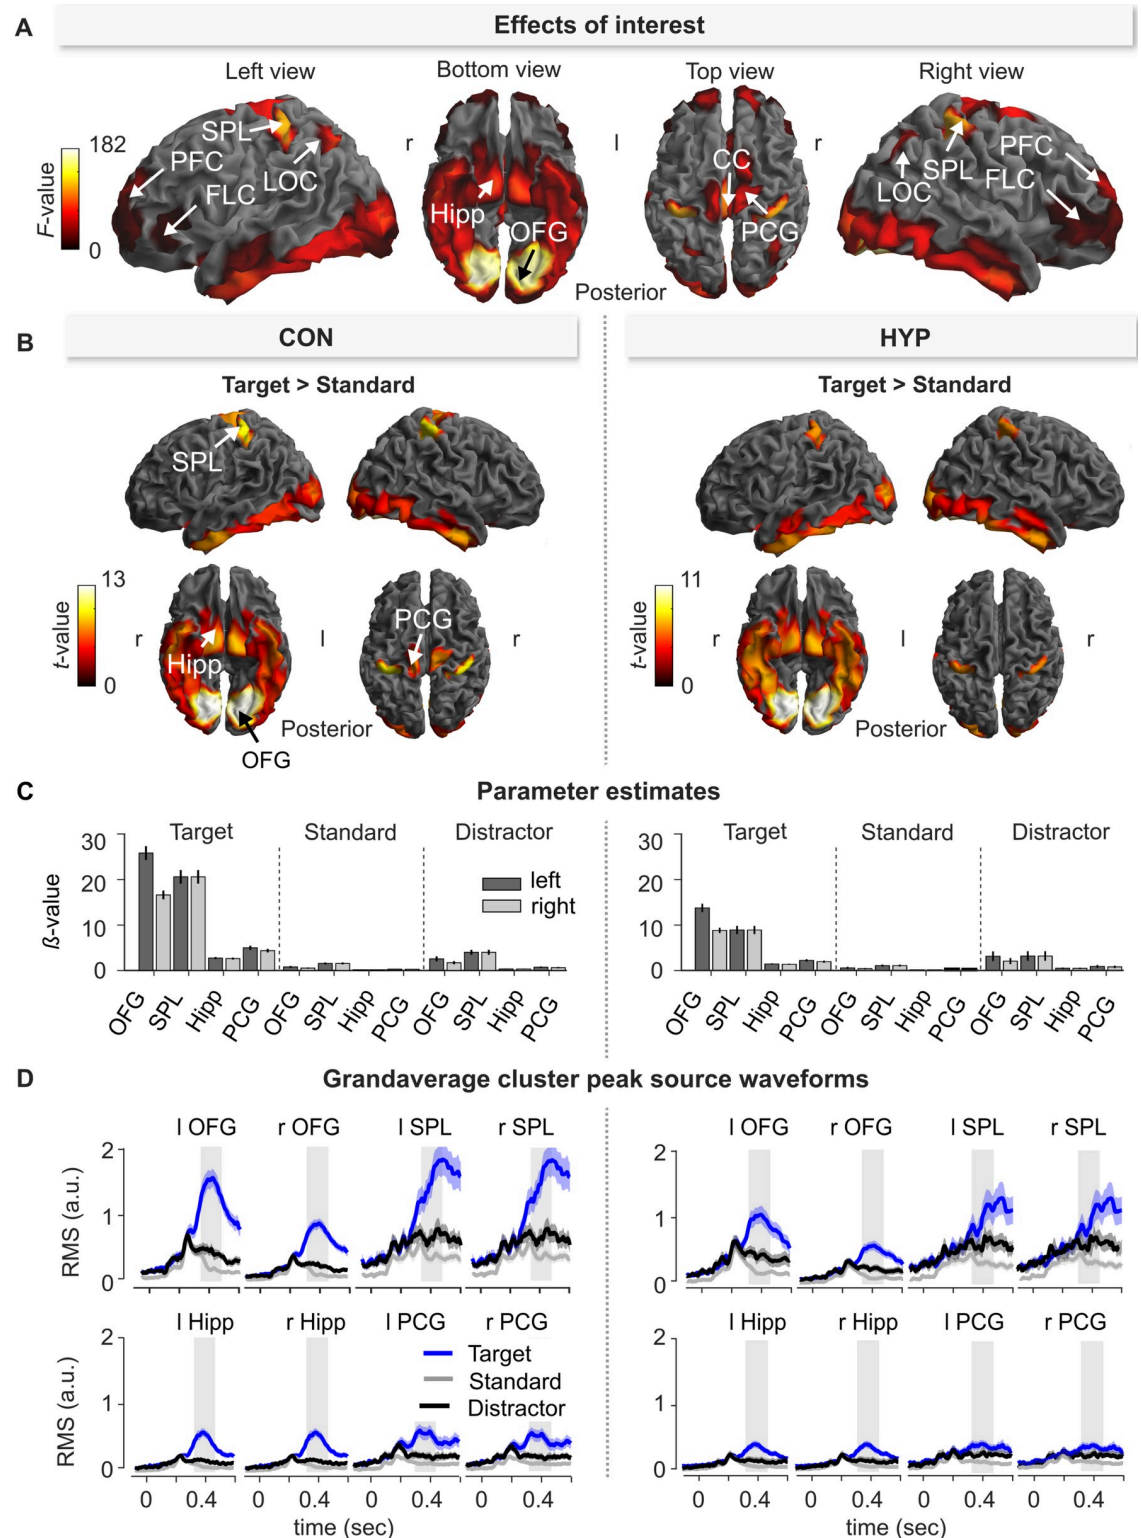 A
Effects of interest
Left view
Bottom view
Top view
Right view
F-value
182
0
SPL
PFC
FLC
LOC
r
Hipp
OFG
l
CC
PCG
r
Posterior
LOC
SPL
FLC
PFC
B
CON
HYP
Target > Standard
Target > Standard
SPL
t-value
13
0
r
Hipp
OFG
l
PCG
r
Posterior
t-value
11
0
r
l
r
Posterior
C
Parameter estimates
Target
Standard
Distractor
ß-value
30
20
10
0
left
right
OFG
SPL
Hipp
PCG
OFG
SPL
Hipp
PCG
OFG
SPL
Hipp
PCG
Target
Standard
Distractor
30
20
10
0
OFG
SPL
Hipp
PCG
OFG
SPL
Hipp
PCG
OFG
SPL
Hipp
PCG
D
Grandaverage cluster peak source waveforms
l OFG
r OFG
l SPL
r SPL
RMS (a.u.)
2
1
0
l Hipp
r Hipp
l PCG
r PCG
RMS (a.u.)
2
1
0
Target
Standard
Distractor
0 0.4 0 0.4 0 0.4 0 0.4
time (sec)
l OFG
r OFG
l SPL
r SPL
RMS (a.u.)
2
1
0
l Hipp
r Hipp
l PCG
r PCG
RMS (a.u.)
2
1
0
0 0.4 0 0.4 0 0.4 0 0.4
time (sec)